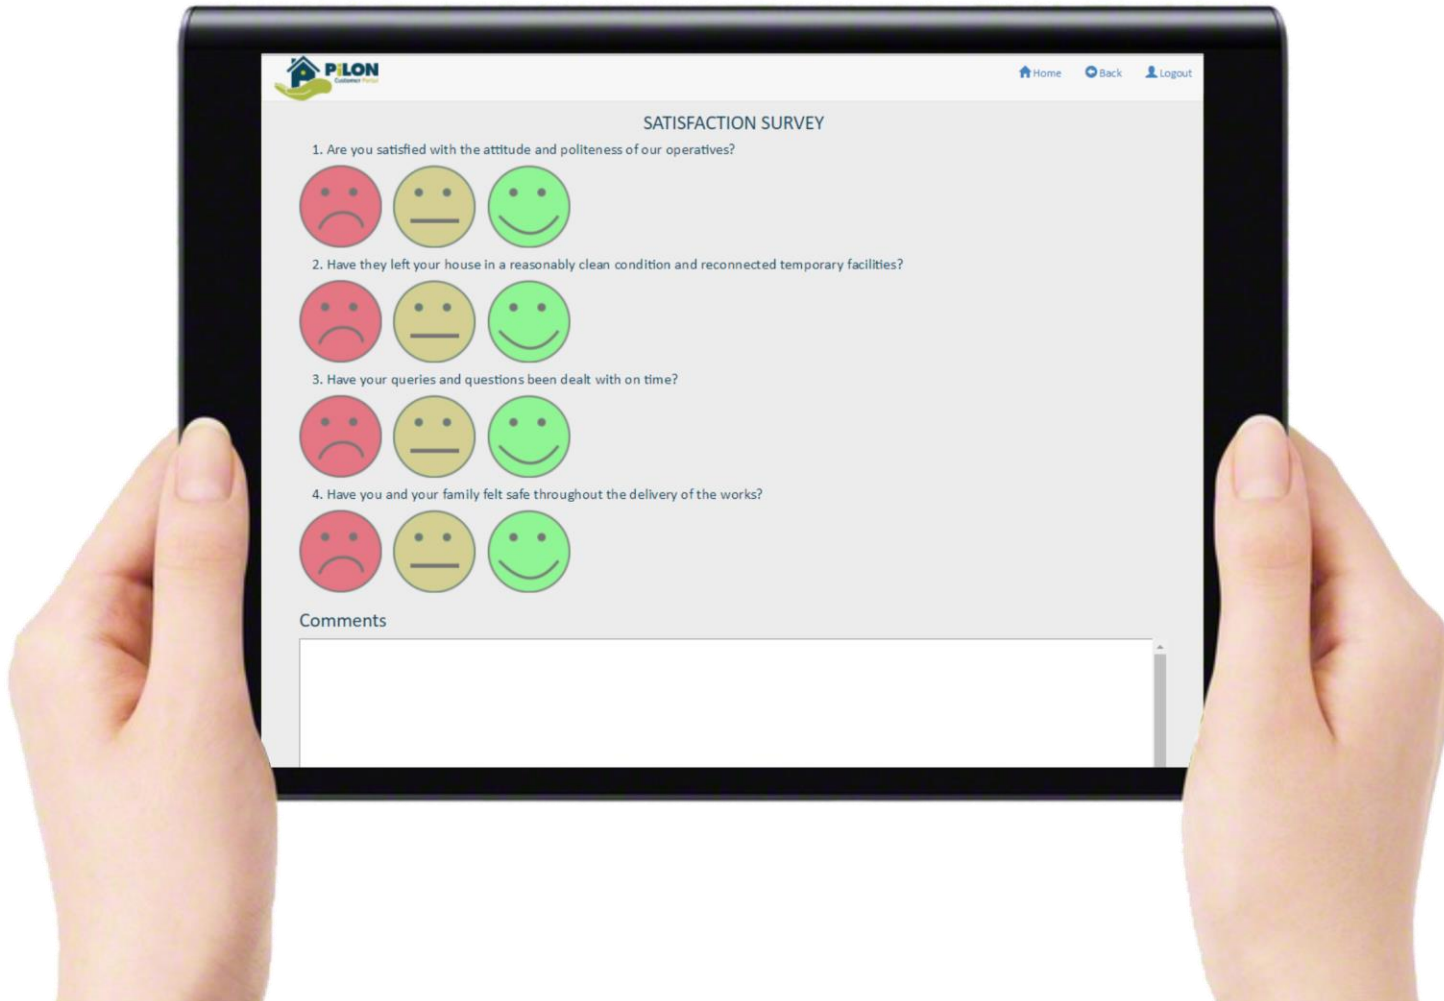 PiLON
Customer Portal
Home Back Logout
SATISFACTION SURVEY
1. Are you satisfied with the attitude and politeness of our operatives?
2. Have they left your house in a reasonably clean condition and reconnected temporary facilities?
3. Have your queries and questions been dealt with on time?
4. Have you and your family felt safe throughout the delivery of the works?
Comments